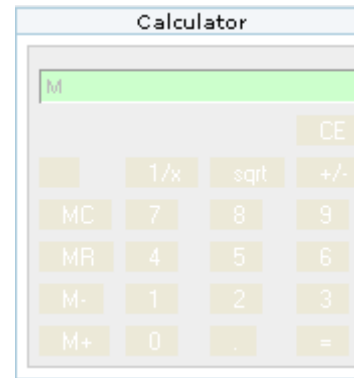 Calculator
M
CE
1/x sqrt +/-
MC 7 8 9
MR 4 5 6
M- 1 2 3
M+ 0 . =